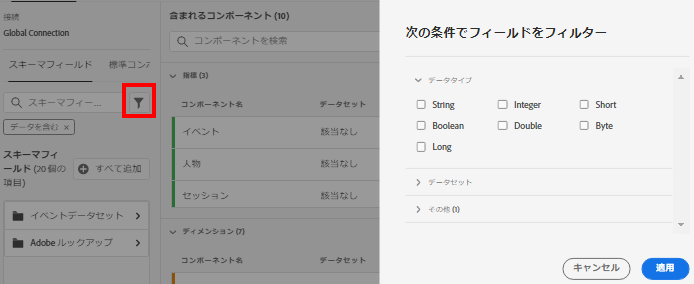 接続
Global Connection
スキーマフィールド
標準コンポ
スキーマフィー...
データを含む ×
スキーマフィ
ールド (20 個の
項目)
すべて追加
イベントデータセット
Adobe ルックアップ
含まれるコンポーネント (10)
コンポーネントを検索
指標 (3)
コンポーネント名 データセット
イベント 該当なし
人物 該当なし
セッション 該当なし
ディメンション (7)
コンポーネント名 データセット
次の条件でフィールドをフィルター
データタイプ
String Integer Short
Boolean Double Byte
Long
データセット
その他 (1)
キャンセル 適用